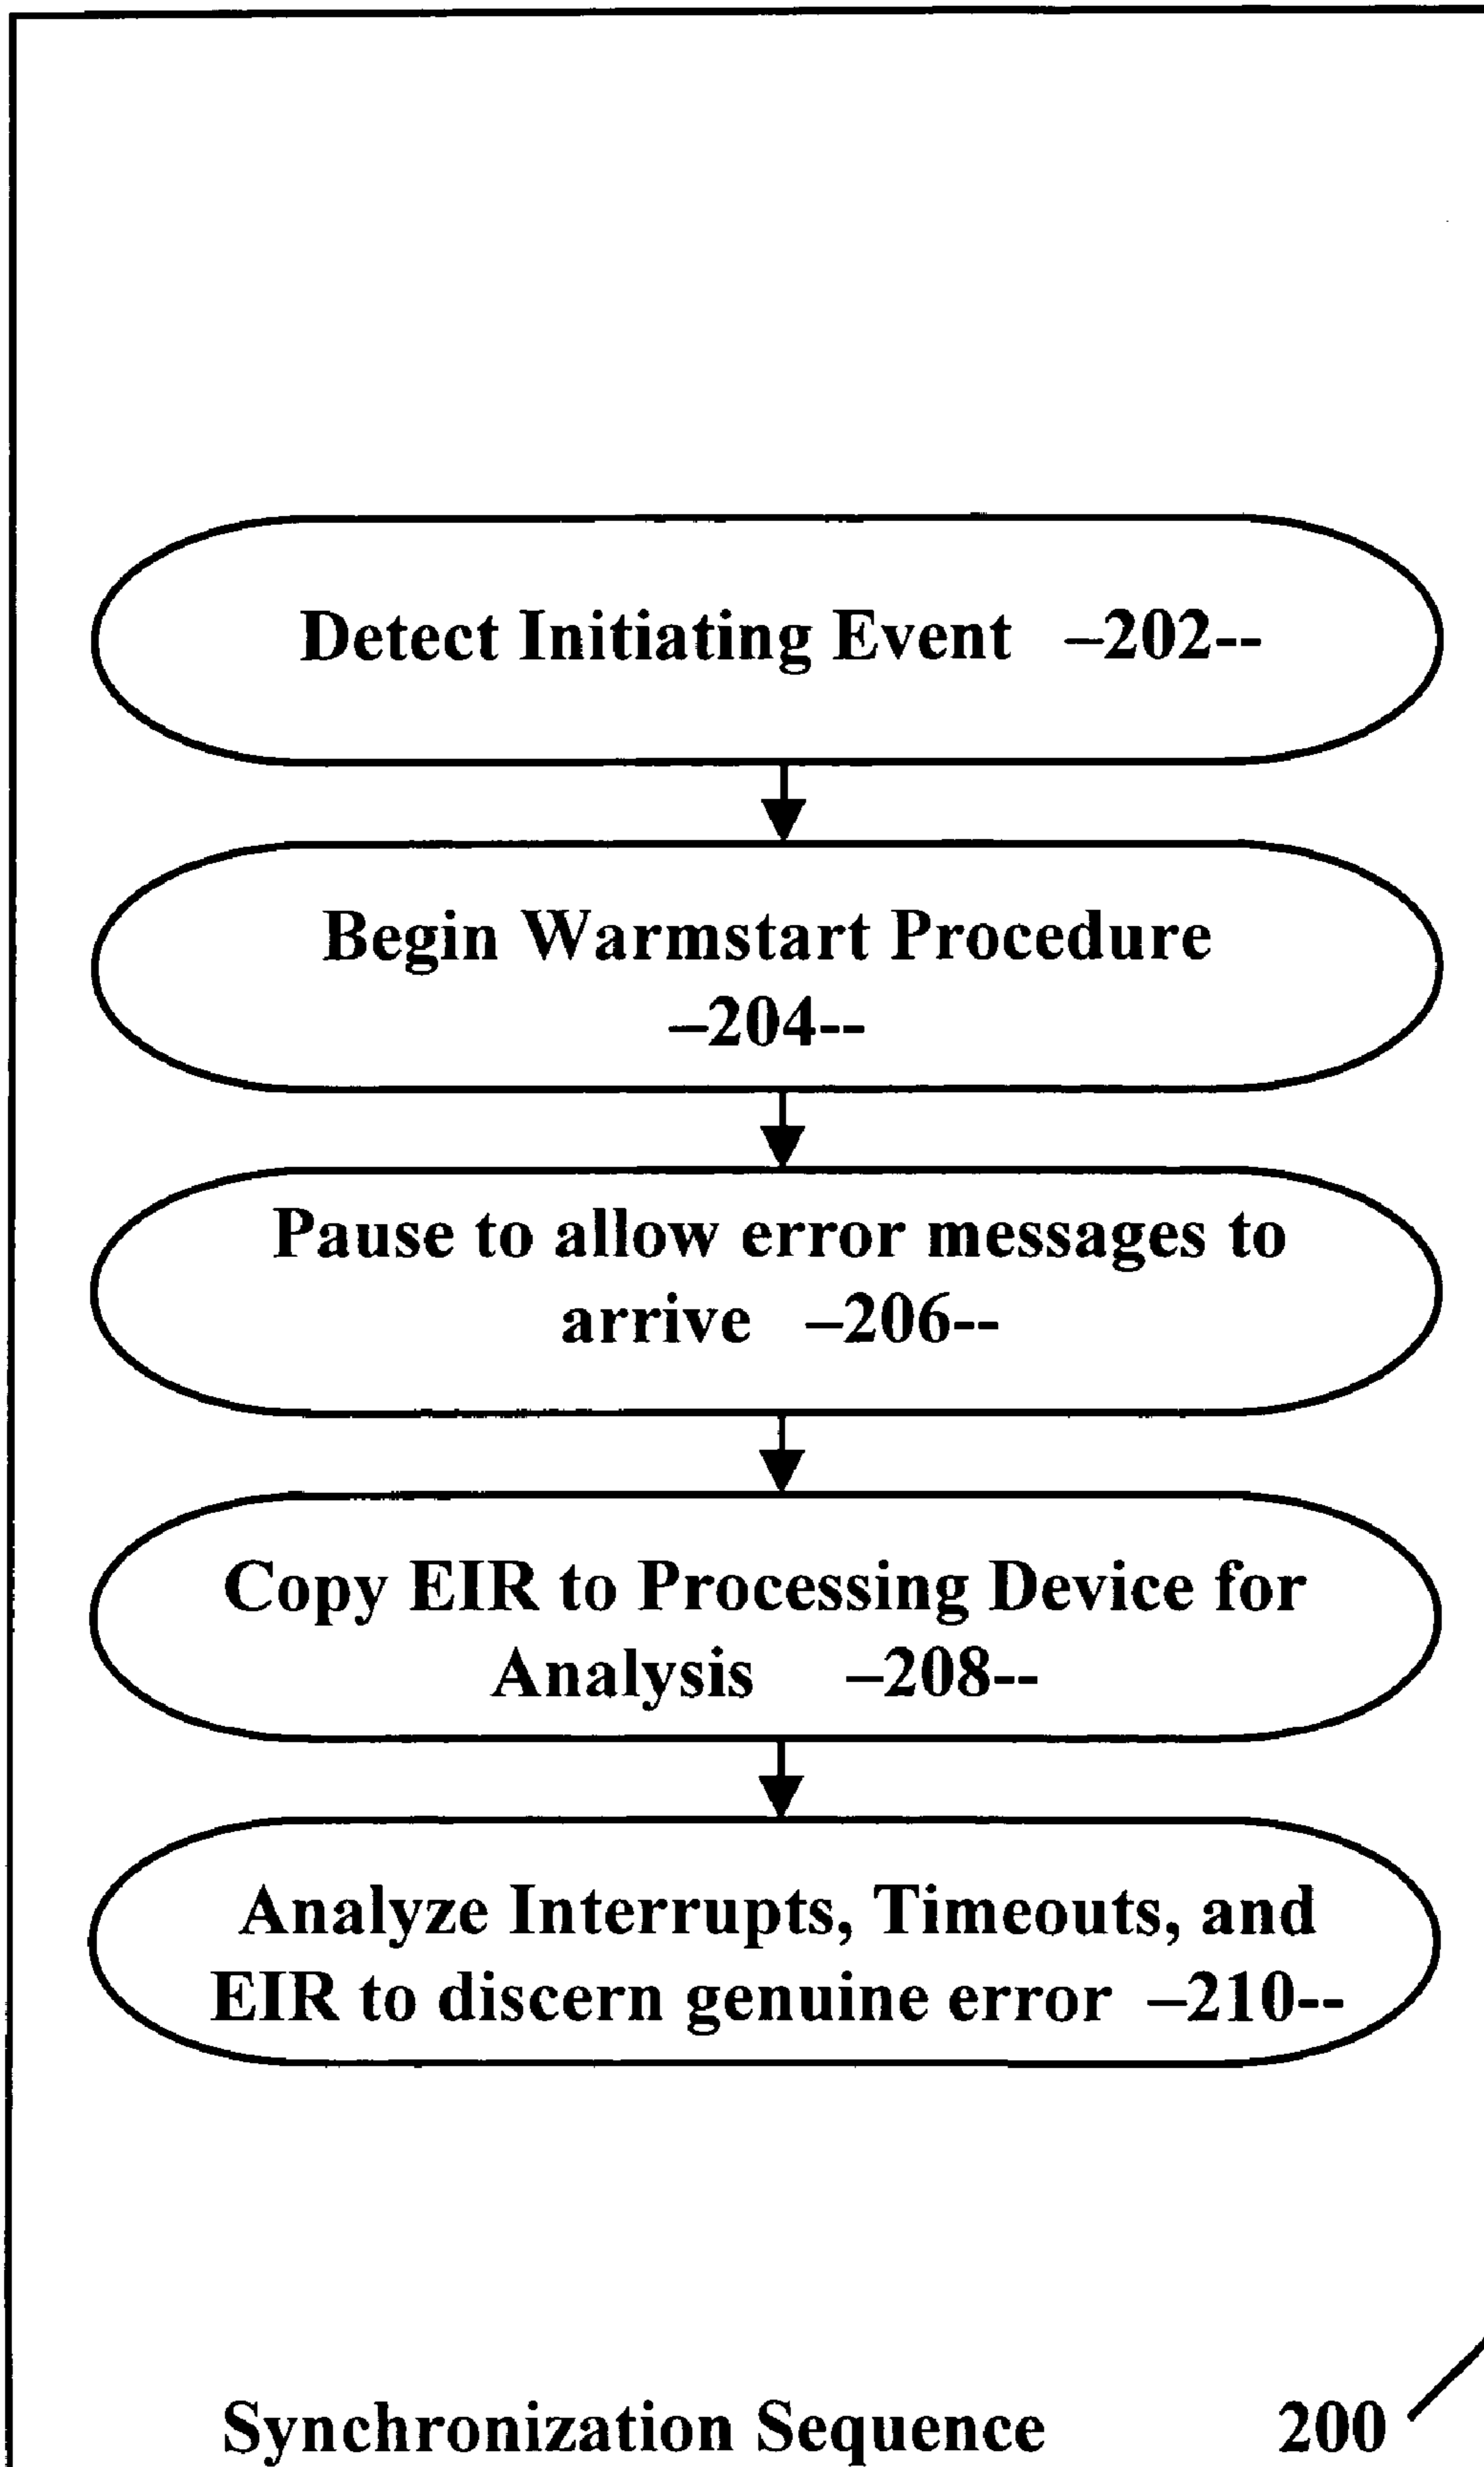 Detect Initiating Event –202--
Begin Warmstart Procedure
–204--
Pause to allow error messages to
arrive –206--
Copy EIR to Processing Device for
Analysis –208--
Analyze Interrupts, Timeouts, and
EIR to discern genuine error –210--
Synchronization Sequence 200